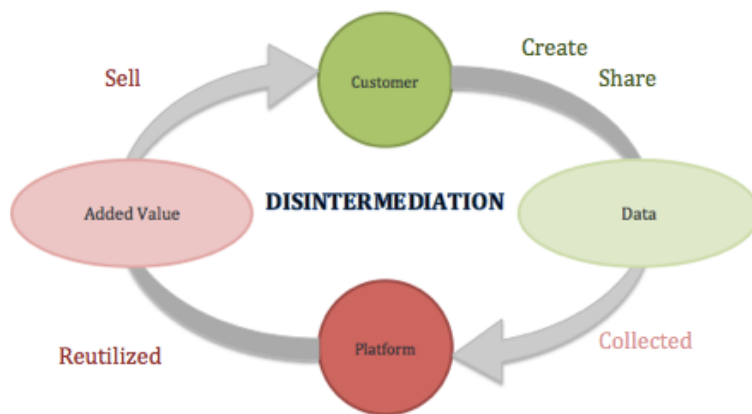 Create
Sell
Customer
Share
Added Value
DISINTERMEDIATION
Data
Reutilized
Platform
Collected